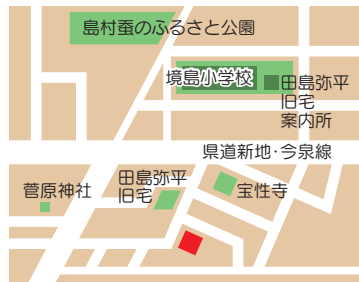 島村蚕のふるさと公園
境島小学校
田島弥平
旧宅
案内所
県道新地･今泉線
菅原神社
田島弥平
旧宅
宝性寺